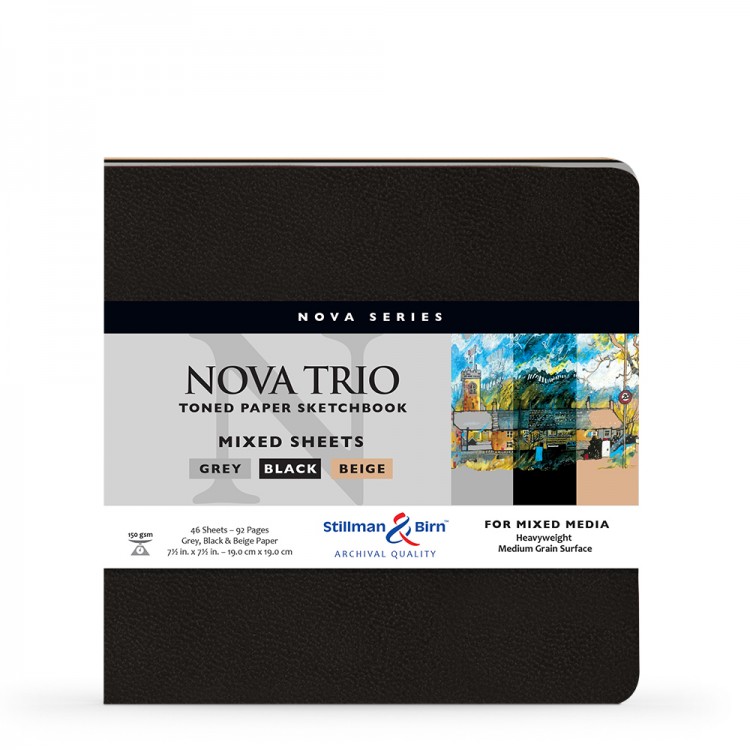 NOVA SERIES
NOVA TRIO
TONED PAPER SKETCHBOOK
MIXED SHEETS
GREY BLACK BEIGE
150 gsm
46 Sheets – 92 Pages
Grey, Black & Beige Paper
7½ in. x 7½ in. – 19.0 cm x 19.0 cm
Stillman & Birn™
ARCHIVAL QUALITY
FOR MIXED MEDIA
Heavyweight
Medium Grain Surface